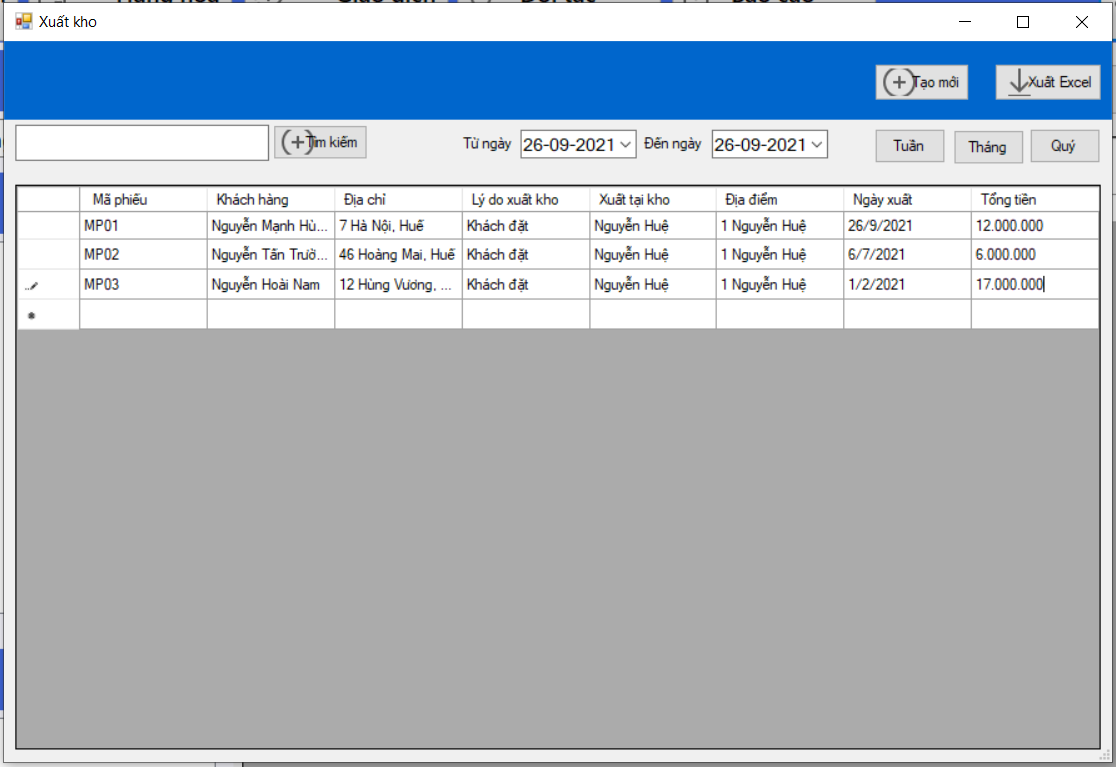 Xuất kho
Tạo mới Xuất Excel
Tìm kiếm Từ ngày 26-09-2021 Đến ngày 26-09-2021 Tuần Tháng Quý
Mã phiếu Khách hàng Địa chỉ Lý do xuất kho Xuất tại kho Địa điểm Ngày xuất Tổng tiền
MP01 Nguyễn Mạnh Hù... 7 Hà Nội, Huế Khách đặt Nguyễn Huệ 1 Nguyễn Huệ 26/9/2021 12.000.000
MP02 Nguyễn Tấn Trườ... 46 Hoàng Mai, Huế Khách đặt Nguyễn Huệ 1 Nguyễn Huệ 6/7/2021 6.000.000
MP03 Nguyễn Hoài Nam 12 Hùng Vương, ... Khách đặt Nguyễn Huệ 1 Nguyễn Huệ 1/2/2021 17.000.000